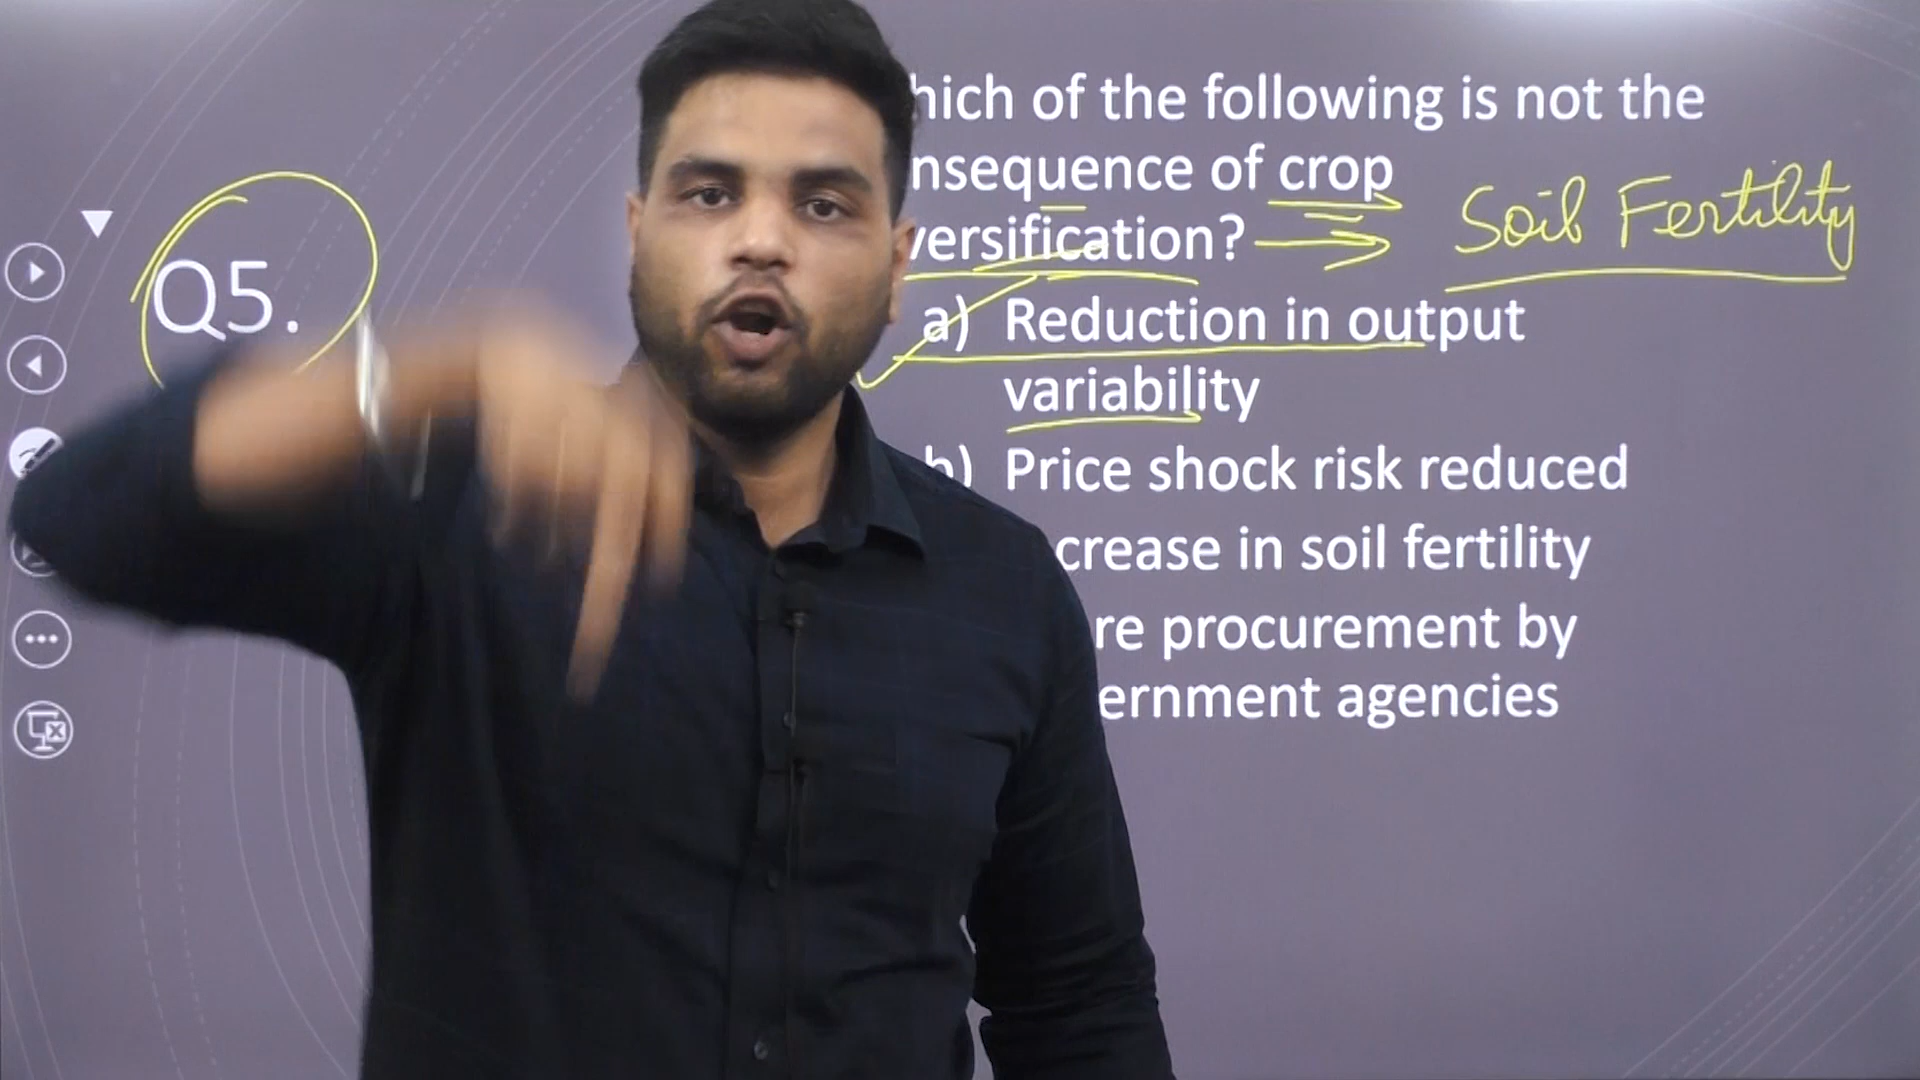 Q5.
hich of the following is not the
nsequence of crop
versification?
Soil Fertility
a) Reduction in output
variability
b) Price shock risk reduced
crease in soil fertility
re procurement by
ernment agencies